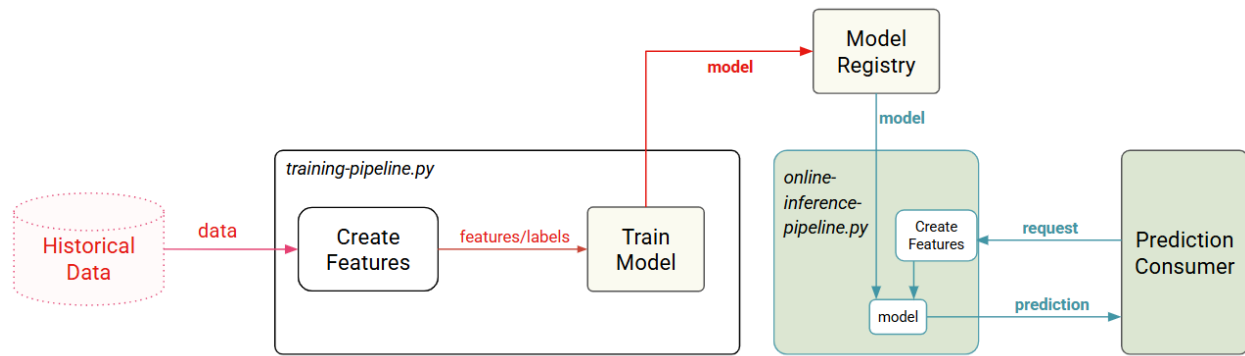 Model
Registry
model
model
training-pipeline.py
online-
inference-
pipeline.py
Historical
Data
data
Create
Features
features/labels
Train
Model
Create
Features
request
Prediction
Consumer
model
prediction